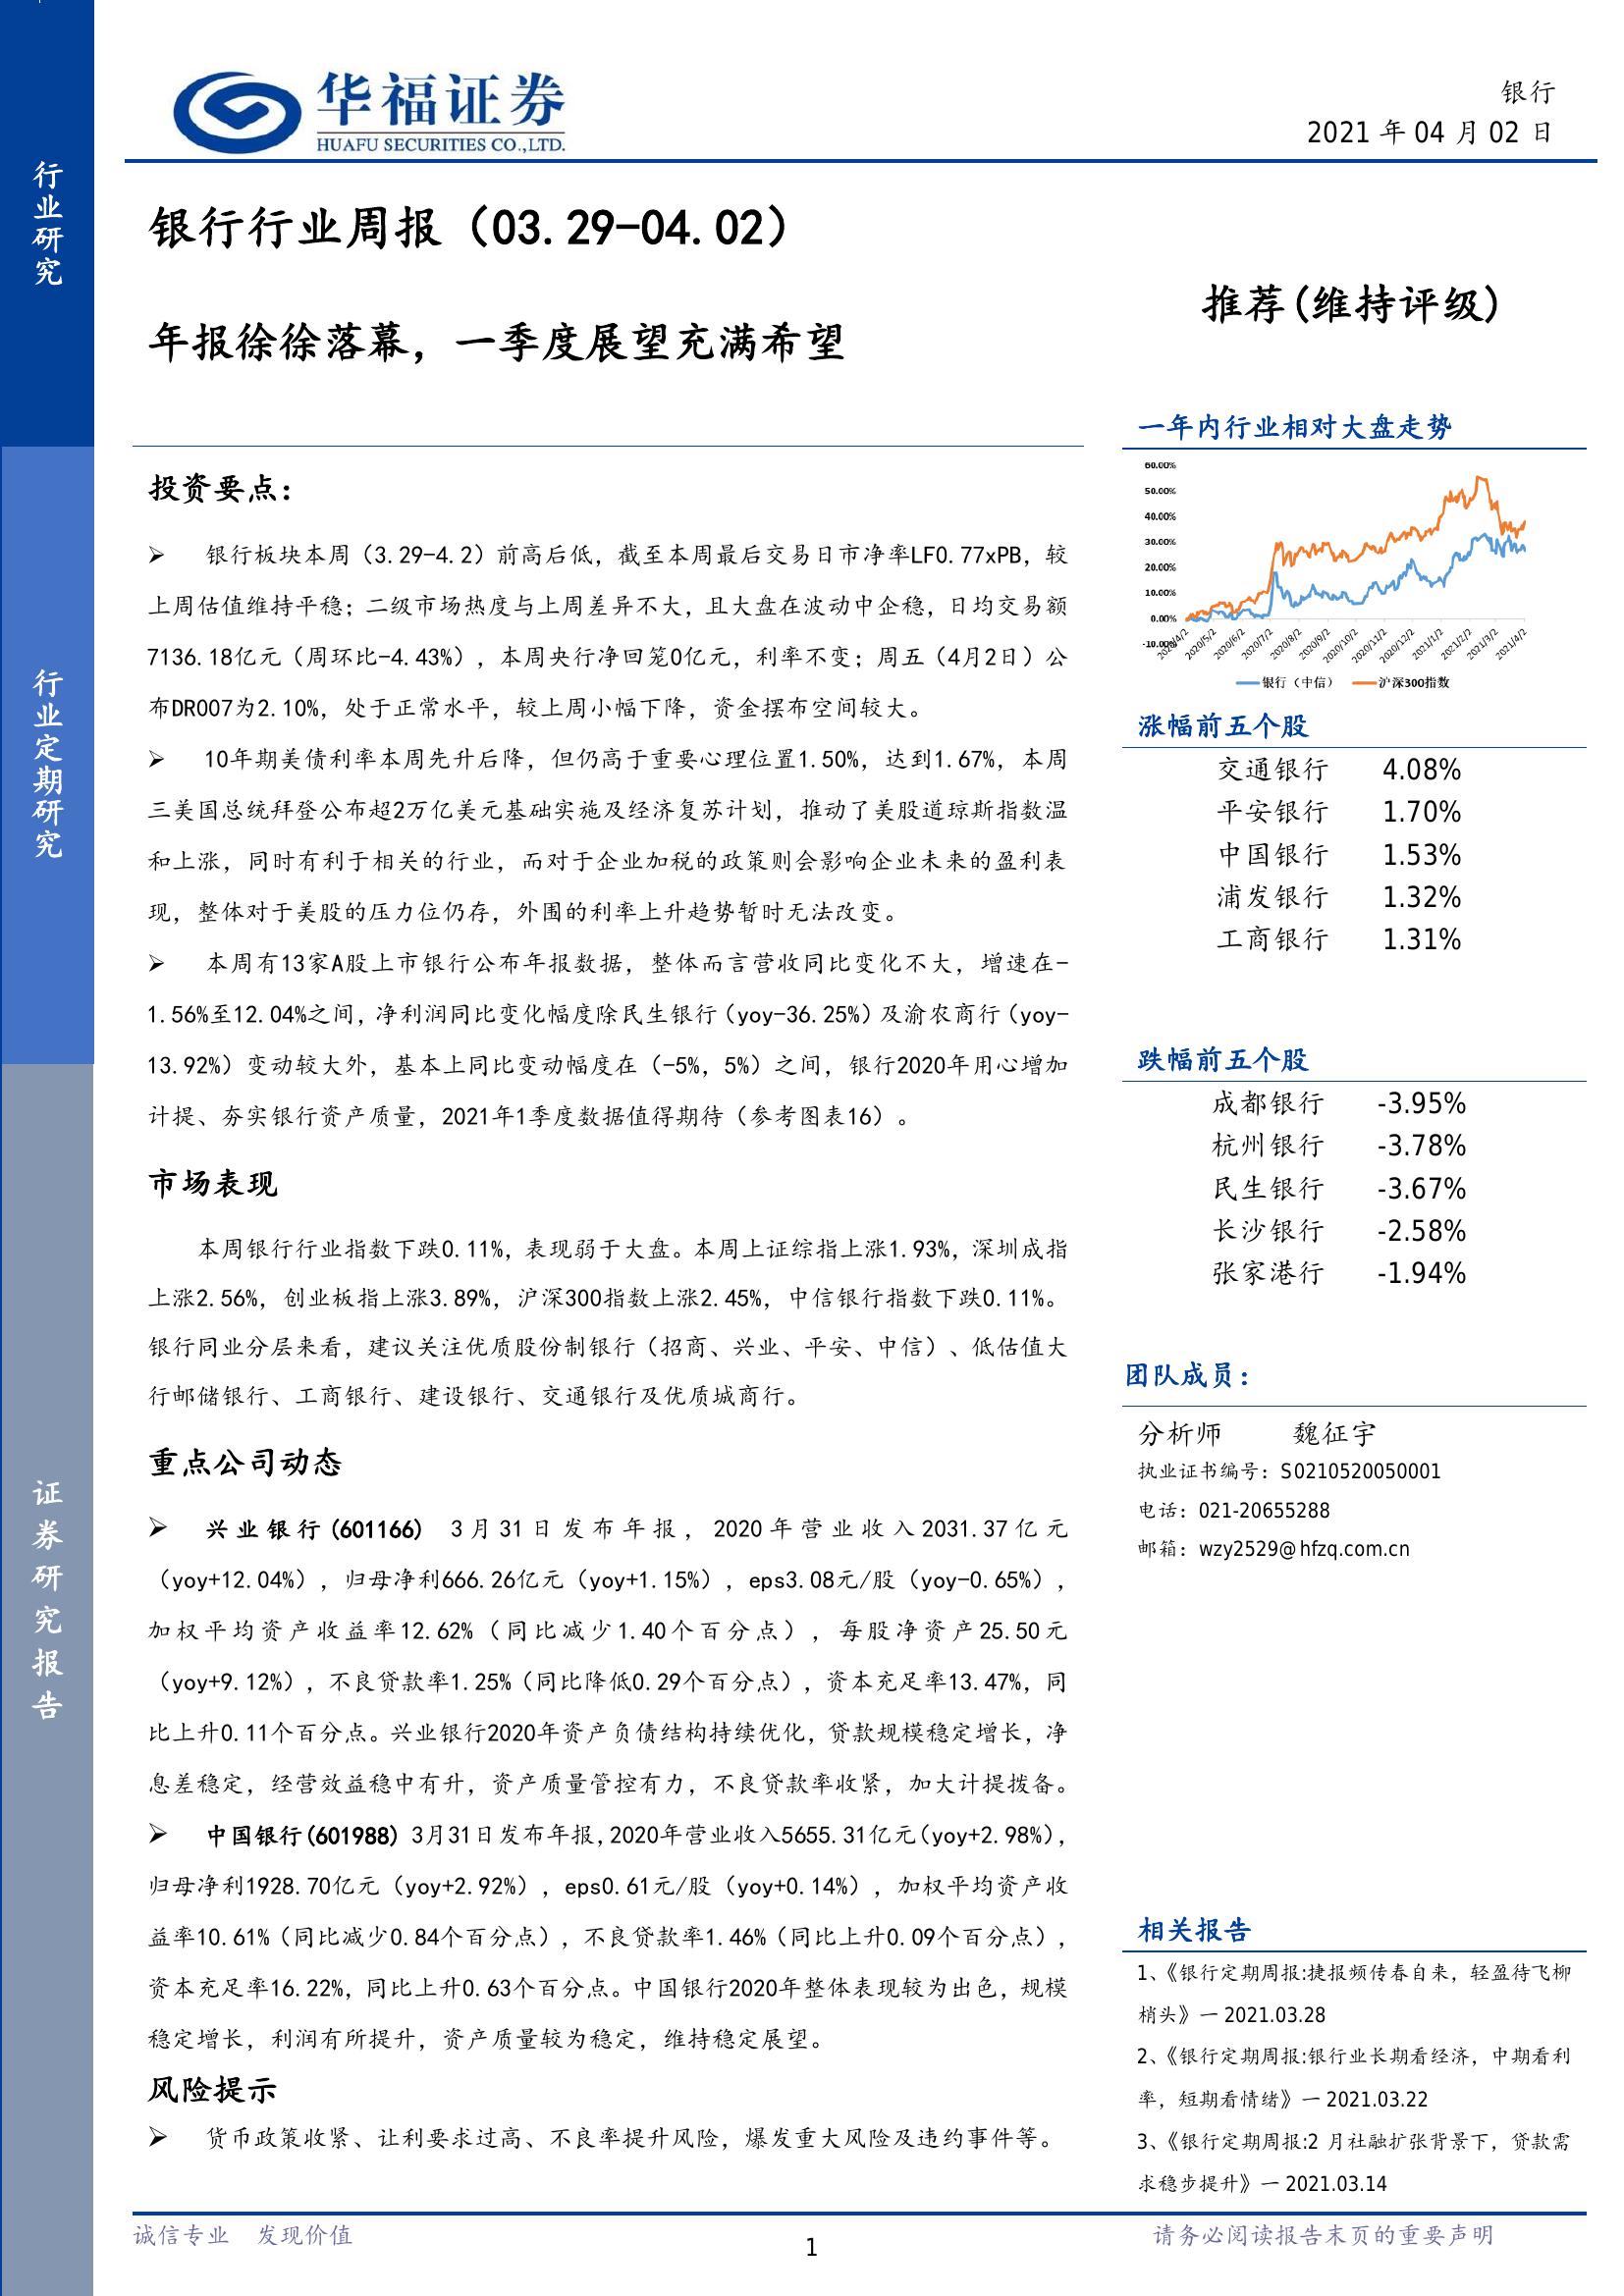 行业研究
行业定期研究
证券研究报告
华福证券
HUAFU SECURITIES CO.,LTD.
银行
2021 年 04 月 02 日
银行行业周报（03.29-04.02）
年报徐徐落幕，一季度展望充满希望
推荐(维持评级)
投资要点：
➢ 银行板块本周（3.29-4.2）前高后低，截至本周最后交易日市净率LF0.77xPB，较
上周估值维持平稳；二级市场热度与上周差异不大，且大盘在波动中企稳，日均交易额
7136.18亿元（周环比-4.43%），本周央行净回笼0亿元，利率不变；周五（4月2日）公
布DR007为2.10%，处于正常水平，较上周小幅下降，资金摆布空间较大。
➢ 10年期美债利率本周先升后降，但仍高于重要心理位置1.50%，达到1.67%，本周
三美国总统拜登公布超2万亿美元基础实施及经济复苏计划，推动了美股道琼斯指数温
和上涨，同时有利于相关的行业，而对于企业加税的政策则会影响企业未来的盈利表
现，整体对于美股的压力位仍存，外围的利率上升趋势暂时无法改变。
➢ 本周有13家A股上市银行公布年报数据，整体而言营收同比变化不大，增速在-
1.56%至12.04%之间，净利润同比变化幅度除民生银行（yoy-36.25%）及渝农商行（yoy-
13.92%）变动较大外，基本上同比变动幅度在（-5%，5%）之间，银行2020年用心增加
计提、夯实银行资产质量，2021年1季度数据值得期待（参考图表16）。
市场表现
本周银行行业指数下跌0.11%，表现弱于大盘。本周上证综指上涨1.93%，深圳成指
上涨2.56%，创业板指上涨3.89%，沪深300指数上涨2.45%，中信银行指数下跌0.11%。
银行同业分层来看，建议关注优质股份制银行（招商、兴业、平安、中信）、低估值大
行邮储银行、工商银行、建设银行、交通银行及优质城商行。
重点公司动态
➢ 兴业银行(601166) 3月31日发布年报，2020年营业收入2031.37亿元
（yoy+12.04%），归母净利666.26亿元（yoy+1.15%），eps3.08元/股（yoy-0.65%），
加权平均资产收益率12.62%（同比减少1.40个百分点），每股净资产25.50元
（yoy+9.12%），不良贷款率1.25%（同比降低0.29个百分点），资本充足率13.47%，同
比上升0.11个百分点。兴业银行2020年资产负债结构持续优化，贷款规模稳定增长，净
息差稳定，经营效益稳中有升，资产质量管控有力，不良贷款率收紧，加大计提拨备。
➢ 中国银行(601988) 3月31日发布年报，2020年营业收入5655.31亿元（yoy+2.98%），
归母净利1928.70亿元（yoy+2.92%），eps0.61元/股（yoy+0.14%），加权平均资产收
益率10.61%（同比减少0.84个百分点），不良贷款率1.46%（同比上升0.09个百分点），
资本充足率16.22%，同比上升0.63个百分点。中国银行2020年整体表现较为出色，规模
稳定增长，利润有所提升，资产质量较为稳定，维持稳定展望。
风险提示
➢ 货币政策收紧、让利要求过高、不良率提升风险，爆发重大风险及违约事件等。
一年内行业相对大盘走势
60.00%
50.00%
40.00%
30.00%
20.00%
10.00%
0.00%
-10.00%
2020/4/2 2020/5/2 2020/6/2 2020/7/2 2020/8/2 2020/9/2 2020/10/2 2020/11/2 2020/12/2 2021/1/2 2021/2/2 2021/3/2 2021/4/2
银行（中信） 沪深300指数
涨幅前五个股
交通银行 4.08%
平安银行 1.70%
中国银行 1.53%
浦发银行 1.32%
工商银行 1.31%
跌幅前五个股
成都银行 -3.95%
杭州银行 -3.78%
民生银行 -3.67%
长沙银行 -2.58%
张家港行 -1.94%
团队成员：
分析师 魏征宇
执业证书编号：S0210520050001
电话：021-20655288
邮箱：wzy2529@hfzq.com.cn
相关报告
1、《银行定期周报:捷报频传春自来，轻盈待飞柳
梢头》一 2021.03.28
2、《银行定期周报:银行业长期看经济，中期看利
率，短期看情绪》一 2021.03.22
3、《银行定期周报:2 月社融扩张背景下，贷款需
求稳步提升》一 2021.03.14
诚信专业 发现价值
1
请务必阅读报告末页的重要声明